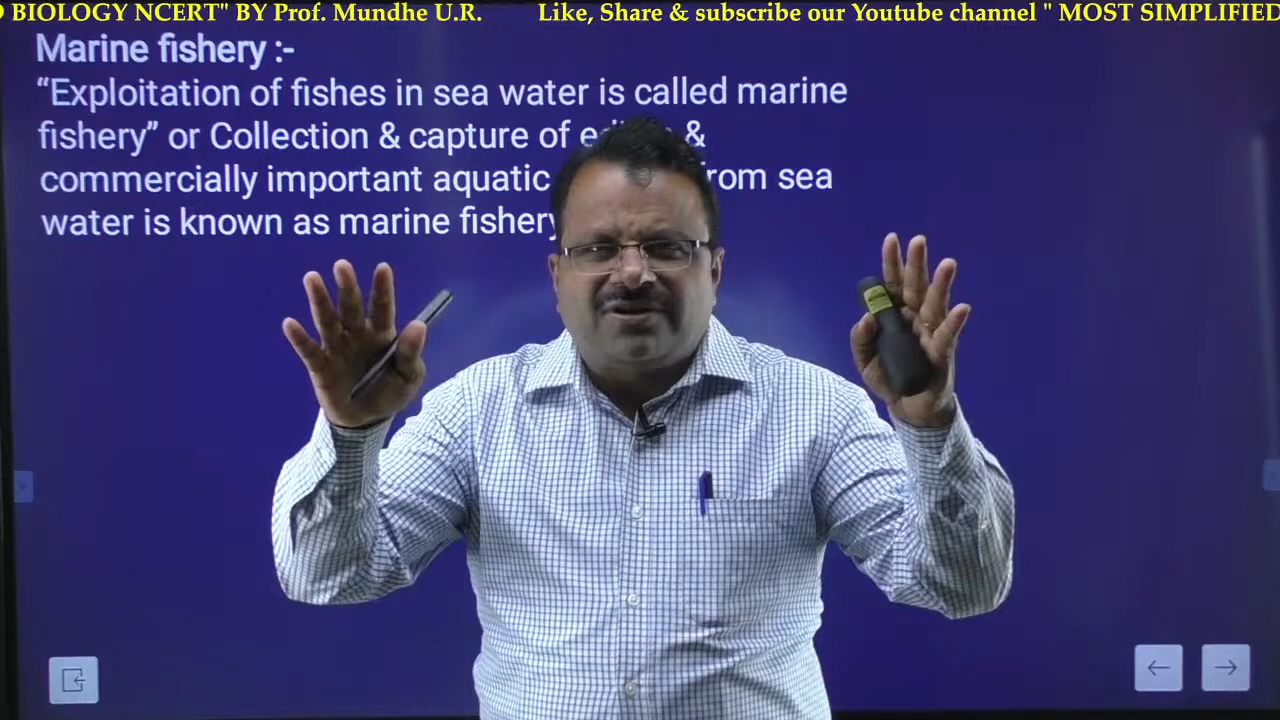 D BIOLOGY NCERT" BY Prof. Mundhe U.R. Like, Share & subscribe our Youtube channel " MOST SIMPLIFIED
Marine fishery :-
“Exploitation of fishes in sea water is called marine
fishery” or Collection & capture of &
commercially important aquatic from sea
water is known as marine fishery